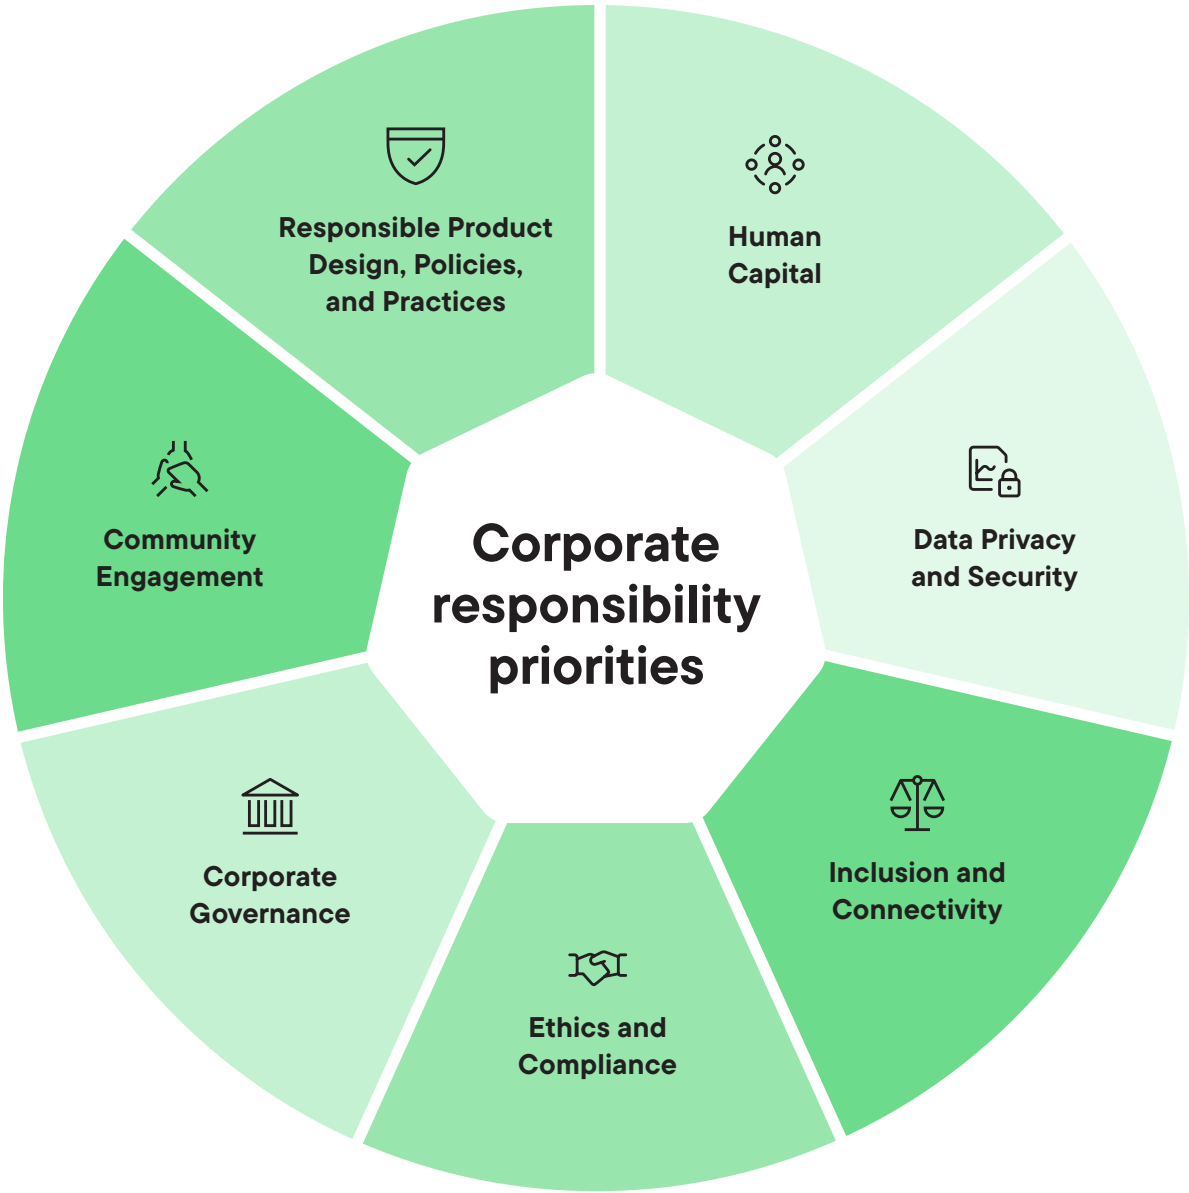 Responsible Product
Design, Policies,
and Practices
Human
Capital
Data Privacy
and Security
Community
Engagement
Corporate
responsibility
priorities
Inclusion and
Connectivity
Corporate
Governance
Ethics and
Compliance